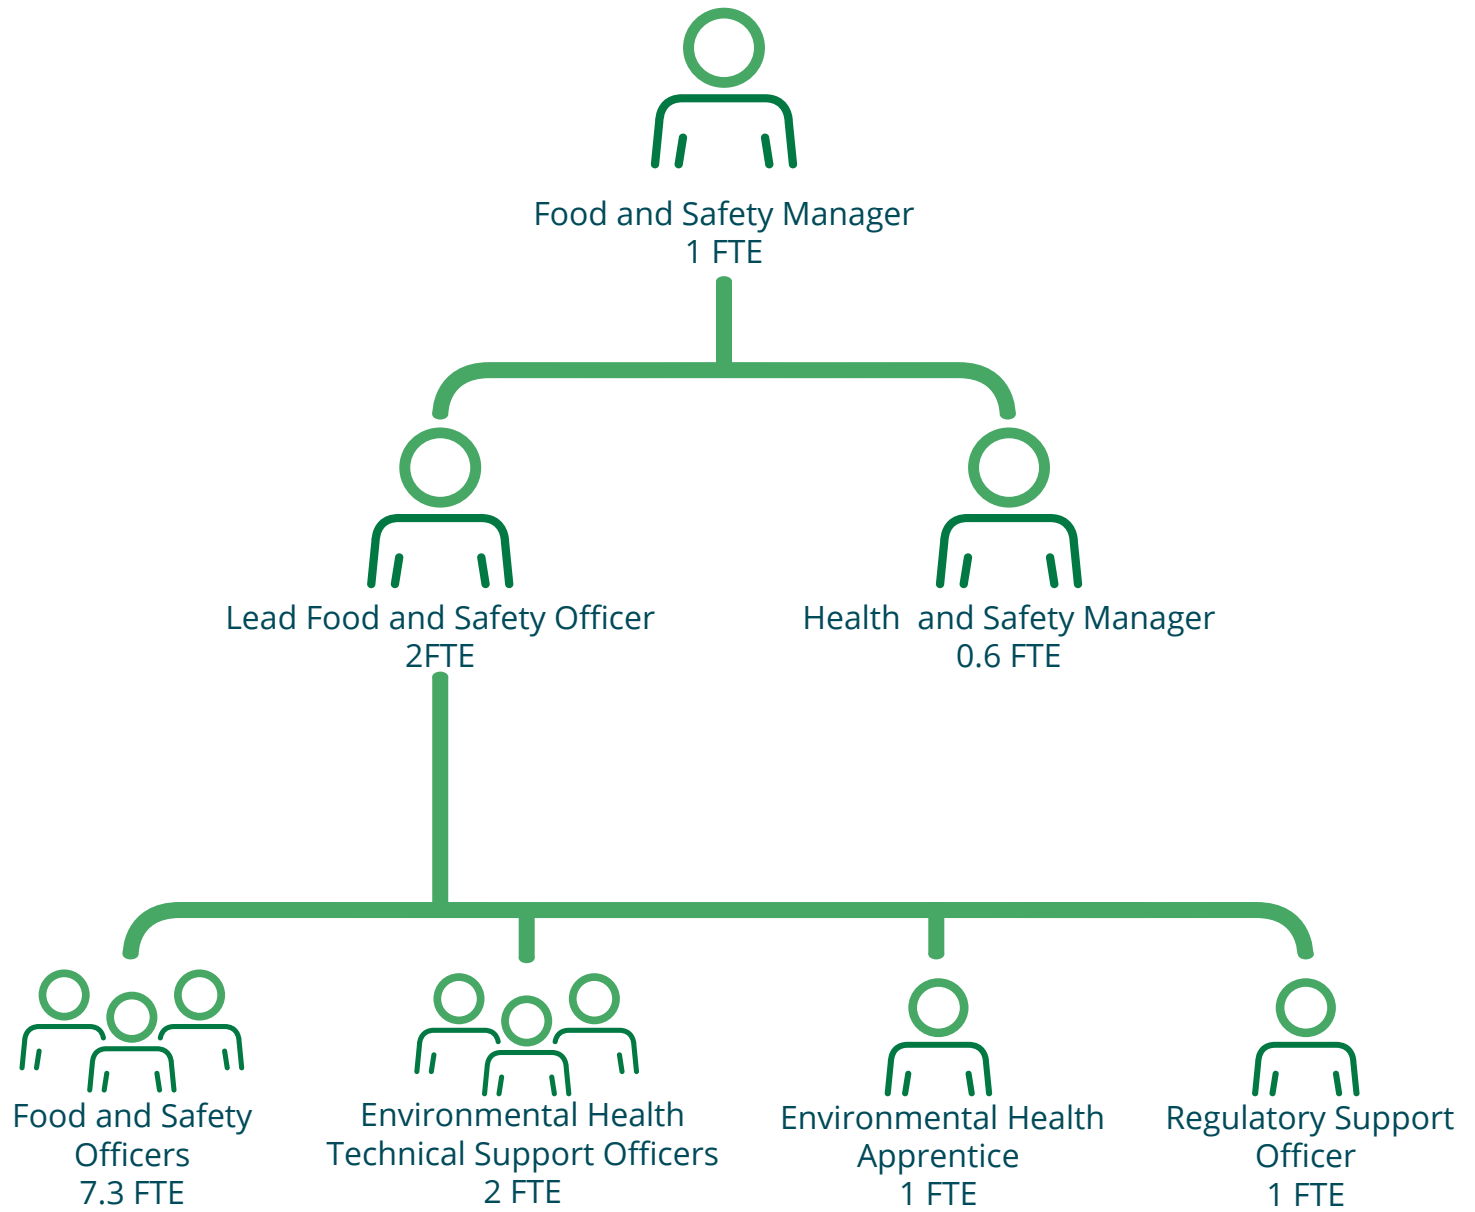 Food and Safety Manager
1 FTE
Lead Food and Safety Officer
2FTE
Health  and Safety Manager
0.6 FTE
Food and Safety
Officers
7.3 FTE
Environmental Health
Technical Support Officers
2 FTE
Environmental Health
Apprentice
1 FTE
Regulatory Support
Officer
1 FTE